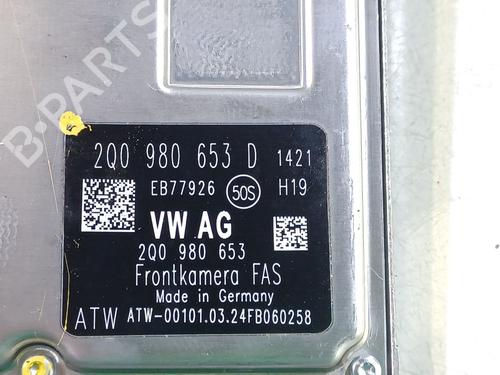 B-PARTS
2Q0 980 653 D 1421
EB77926 50S H19
VW AG
2Q0 980 653
Frontkamera FAS
Made in Germany
ATW ATW-00101.03.24FB060258